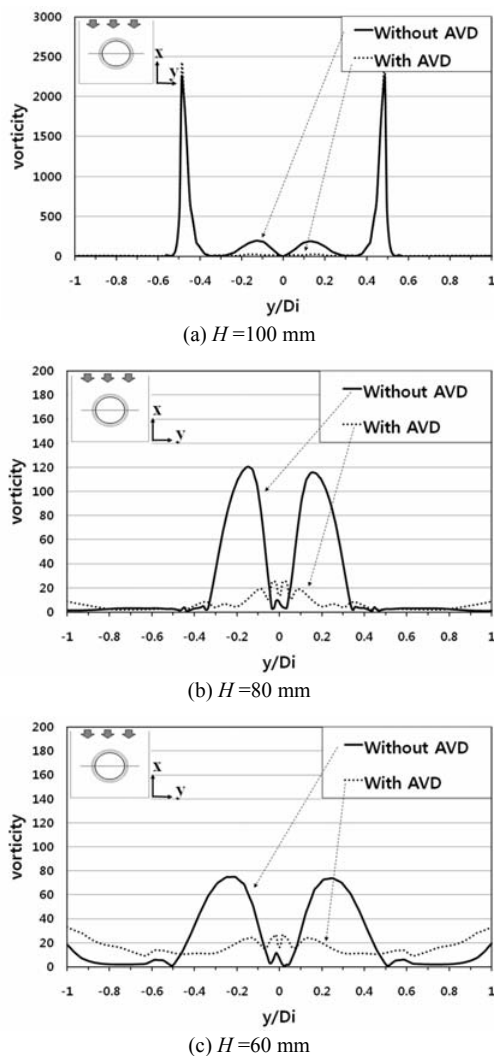 3000
2500
2000
1500
1000
500
0
vorticity
x
y
Without AVD
With AVD
-1 -0.8 -0.6 -0.4 -0.2 0 0.2 0.4 0.6 0.8 1
y/Di
(a) H =100 mm
200
180
160
140
120
100
80
60
40
20
0
vorticity
x
y
Without AVD
With AVD
-1 -0.8 -0.6 -0.4 -0.2 0 0.2 0.4 0.6 0.8 1
y/Di
(b) H =80 mm
200
180
160
140
120
100
80
60
40
20
0
vorticity
x
y
Without AVD
With AVD
-1 -0.8 -0.6 -0.4 -0.2 0 0.2 0.4 0.6 0.8 1
y/Di
(c) H =60 mm